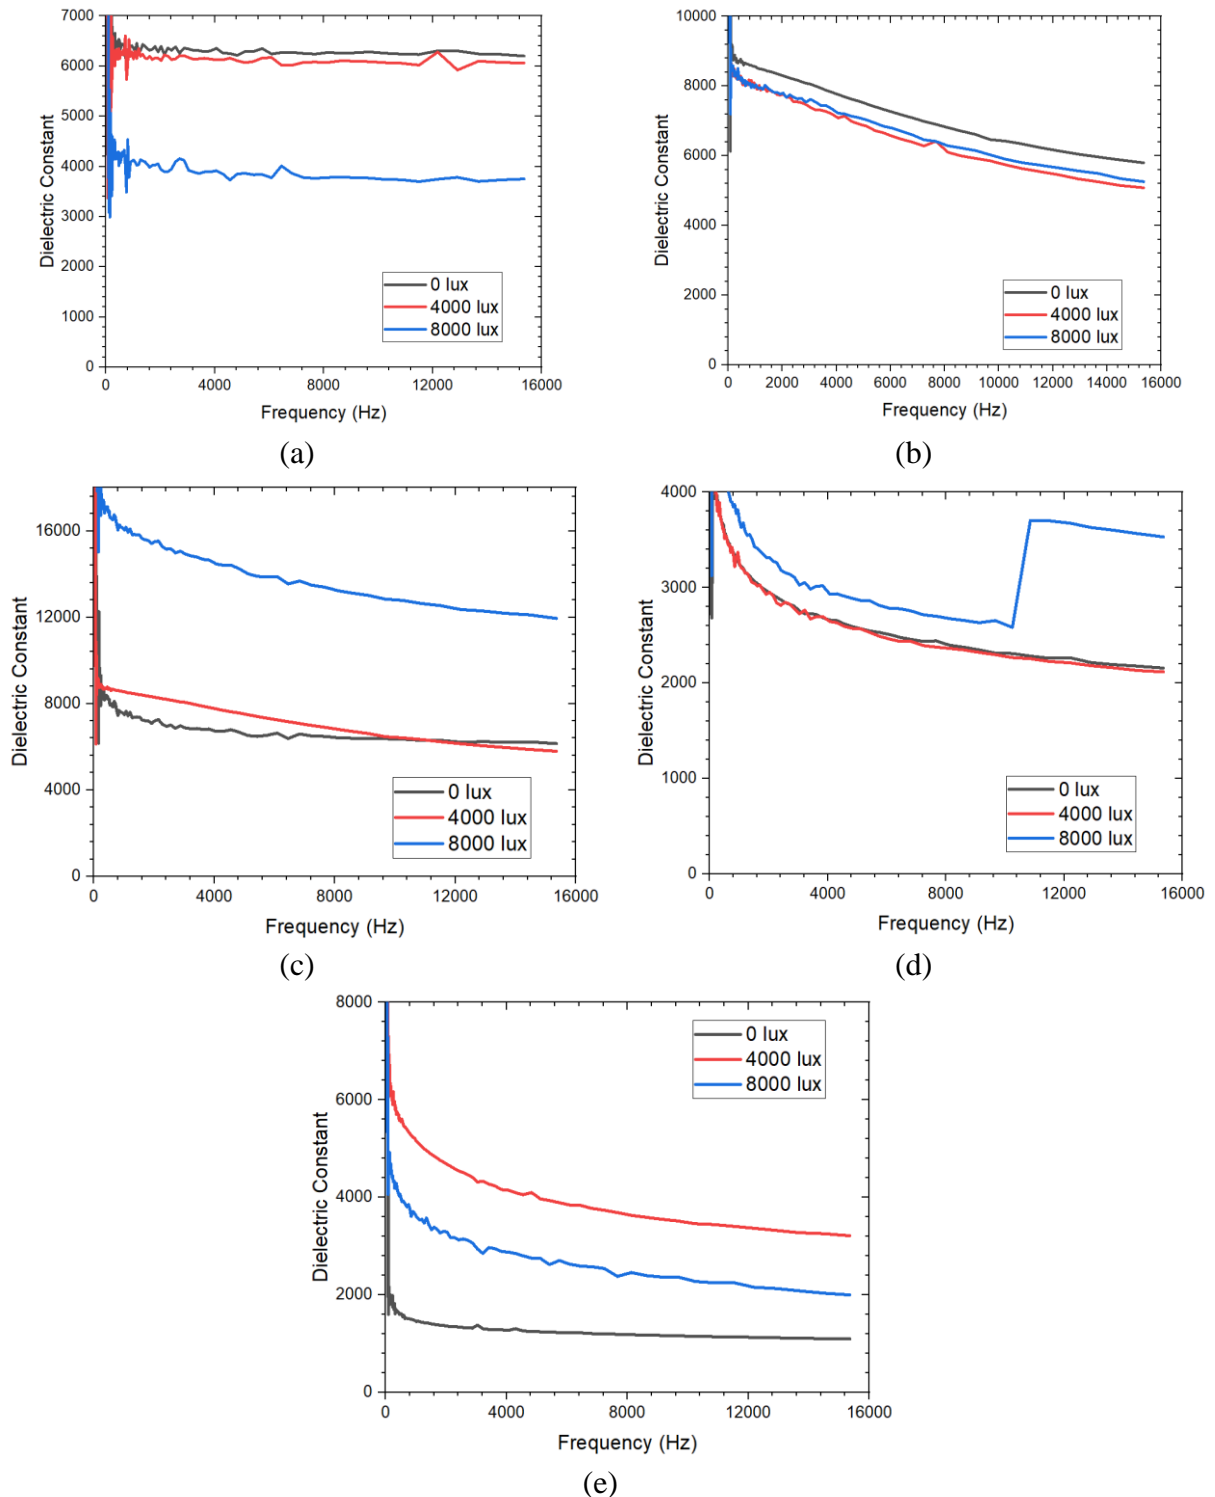 7000
6000
5000
4000
3000
2000
1000
0
Dielectric Constant
0 lux
4000 lux
8000 lux
0 4000 8000 12000 16000
Frequency (Hz)
(a)
10000
8000
6000
4000
2000
0
Dielectric Constant
0 lux
4000 lux
8000 lux
0 2000 4000 6000 8000 10000 12000 14000 16000
Frequency (Hz)
(b)
16000
12000
8000
4000
0
Dielectric Constant
0 lux
4000 lux
8000 lux
0 4000 8000 12000 16000
Frequency (Hz)
(c)
4000
3000
2000
1000
0
Dielectric Constant
0 lux
4000 lux
8000 lux
0 4000 8000 12000 16000
Frequency (Hz)
(d)
8000
6000
4000
2000
0
Dielectric Constant
0 lux
4000 lux
8000 lux
0 4000 8000 12000 16000
Frequency (Hz)
(e)